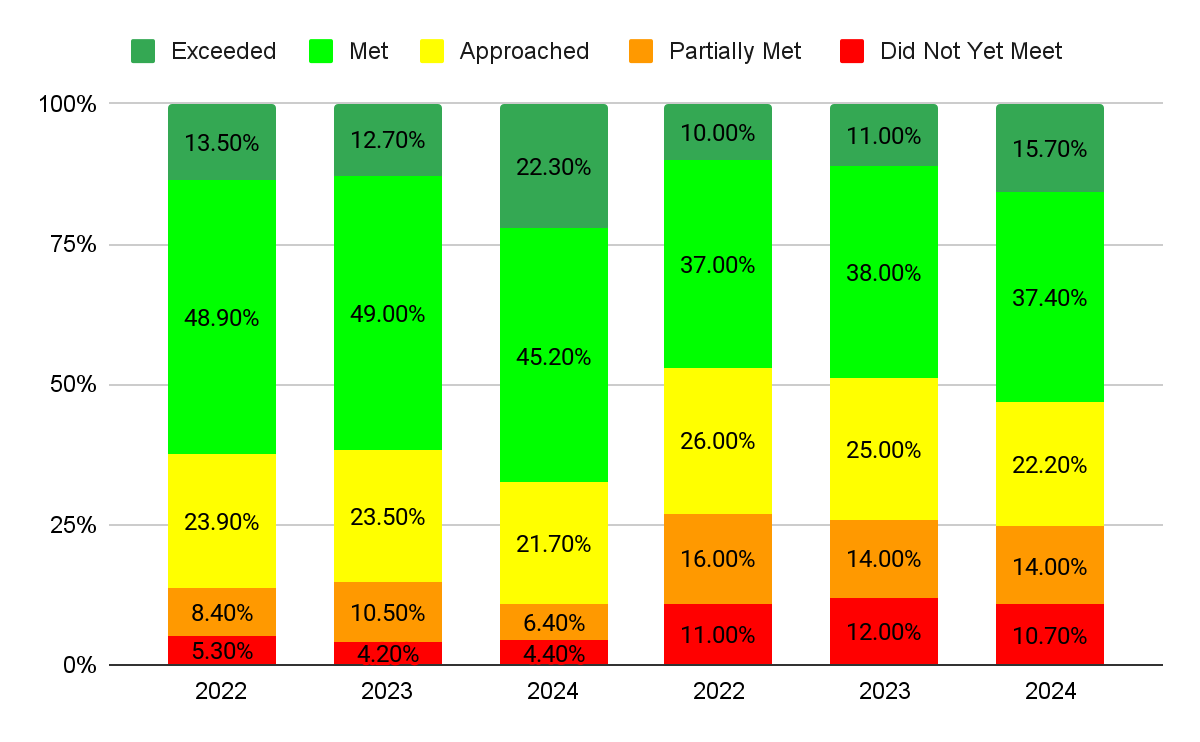 Exceeded Met Approached Partially Met Did Not Yet Meet
100%
75%
50%
25%
0%
13.50% 12.70% 22.30% 10.00% 11.00% 15.70%
48.90% 49.00% 45.20% 37.00% 38.00% 37.40%
23.90% 23.50% 21.70% 26.00% 25.00% 22.20%
8.40% 10.50% 6.40% 16.00% 14.00% 14.00%
5.30% 4.20% 4.40% 11.00% 12.00% 10.70%
2022 2023 2024 2022 2023 2024